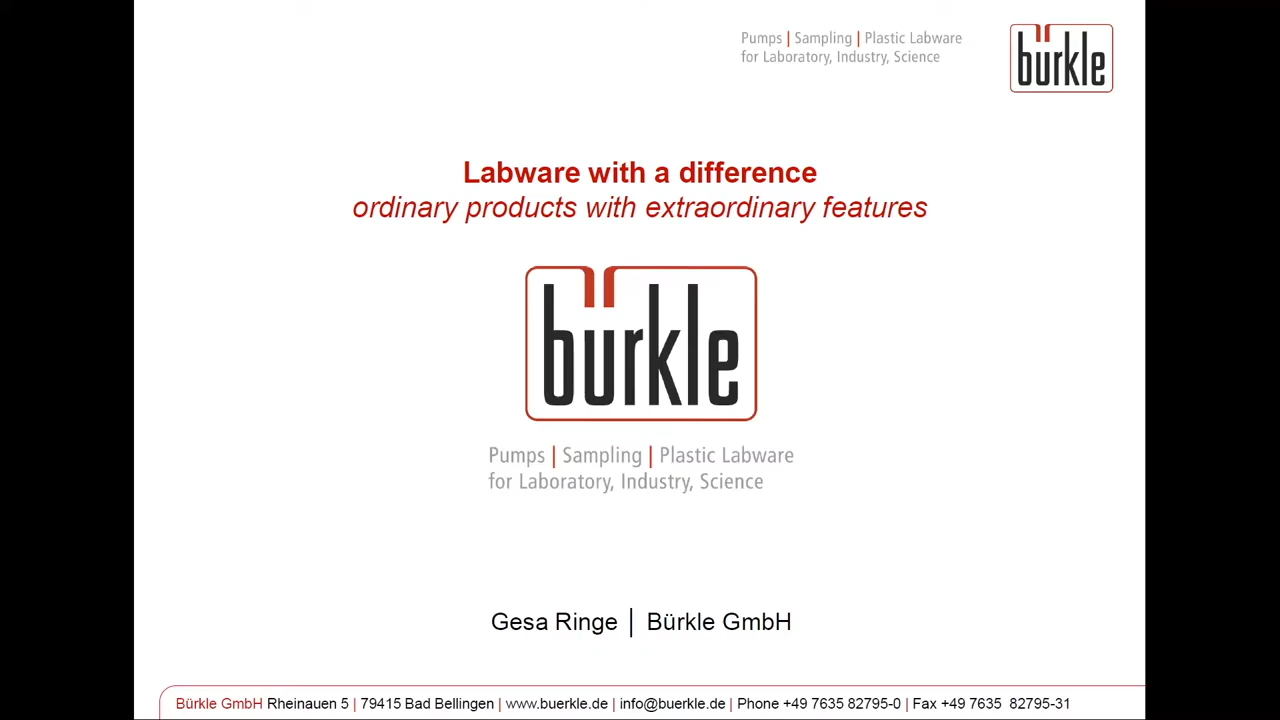 Pumps | Sampling | Plastic Labware
for Laboratory, Industry, Science
bürkle
Labware with a difference
ordinary products with extraordinary features
bürkle
Pumps | Sampling | Plastic Labware
for Laboratory, Industry, Science
Gesa Ringe | Bürkle GmbH
Bürkle GmbH Rheinauen 5 | 79415 Bad Bellingen | www.buerkle.de | info@buerkle.de | Phone +49 7635 82795-0 | Fax +49 7635 82795-31